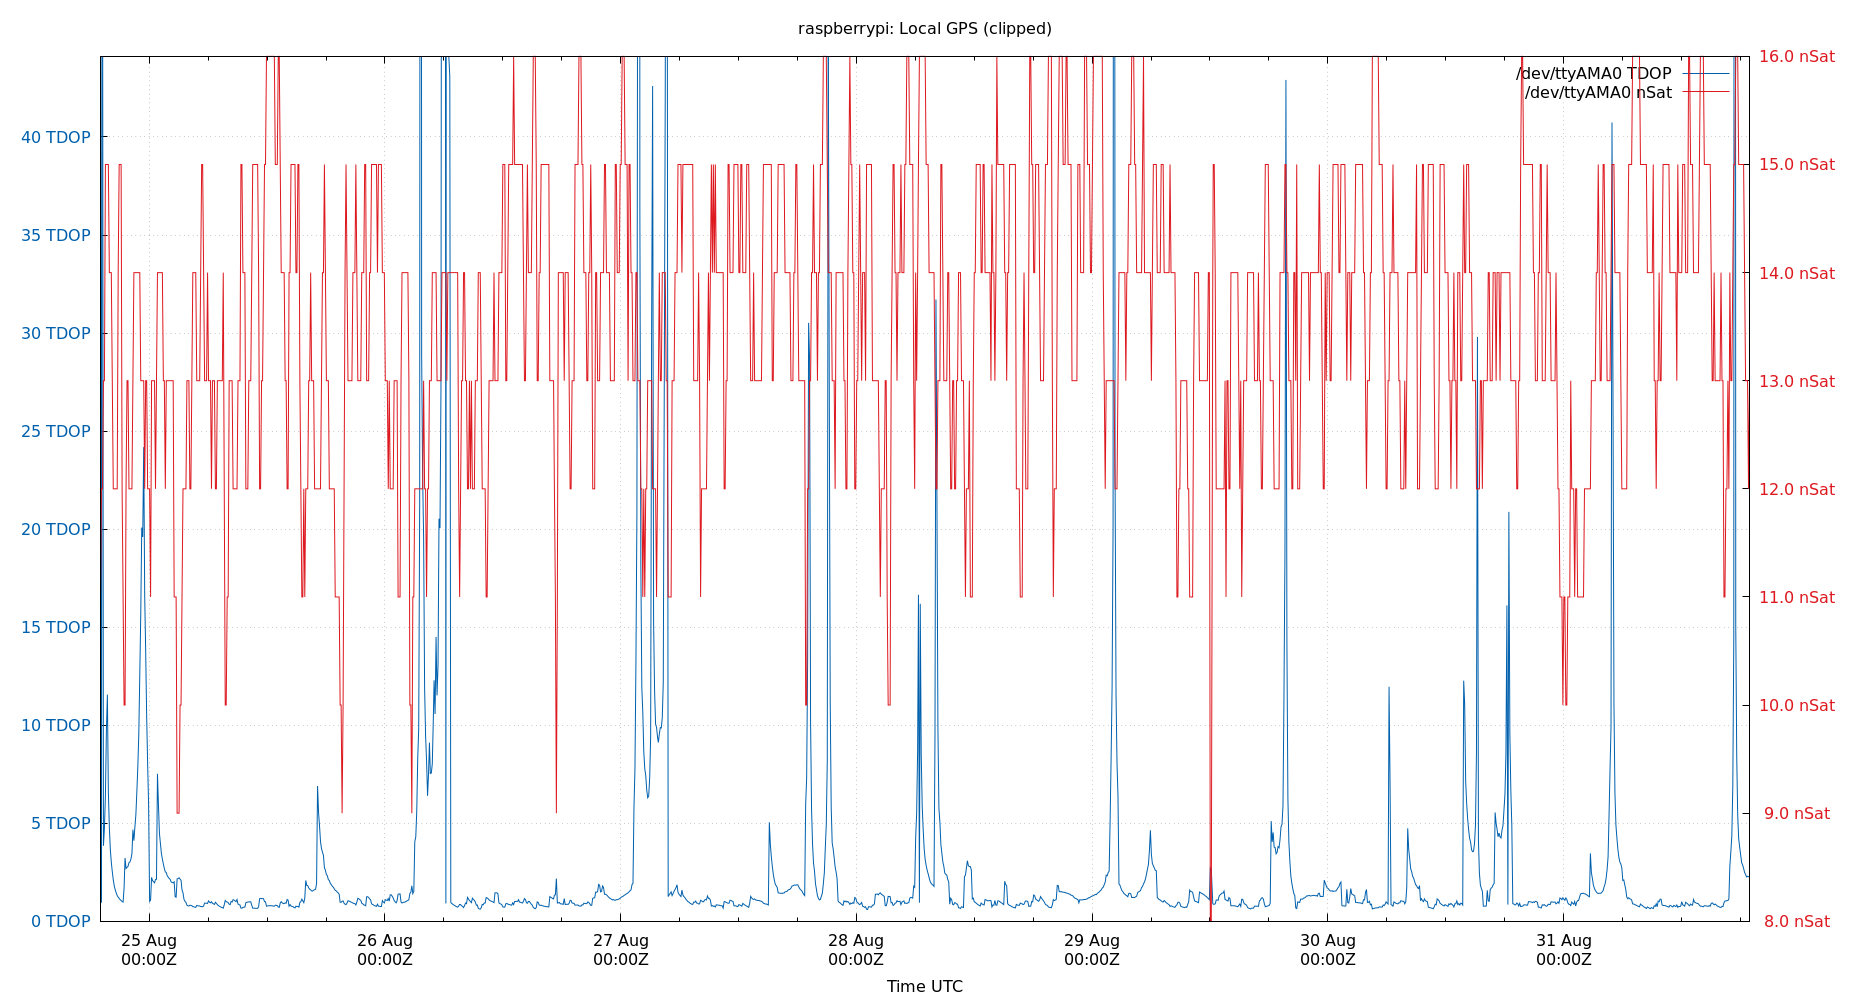 raspberrypi: Local GPS (clipped)
16.0 nSat
/dev/ttyAMA0 TDOP
/dev/ttyAMA0 nSat
40 TDOP
15.0 nSat
35 TDOP
14.0 nSat
30 TDOP
13.0 nSat
25 TDOP
12.0 nSat
20 TDOP
11.0 nSat
15 TDOP
10.0 nSat
10 TDOP
9.0 nSat
5 TDOP
8.0 nSat
0 TDOP
25 Aug 26 Aug 27 Aug 28 Aug 29 Aug 30 Aug 31 Aug
00:00Z 00:00Z 00:00Z 00:00Z 00:00Z 00:00Z 00:00Z
Time UTC